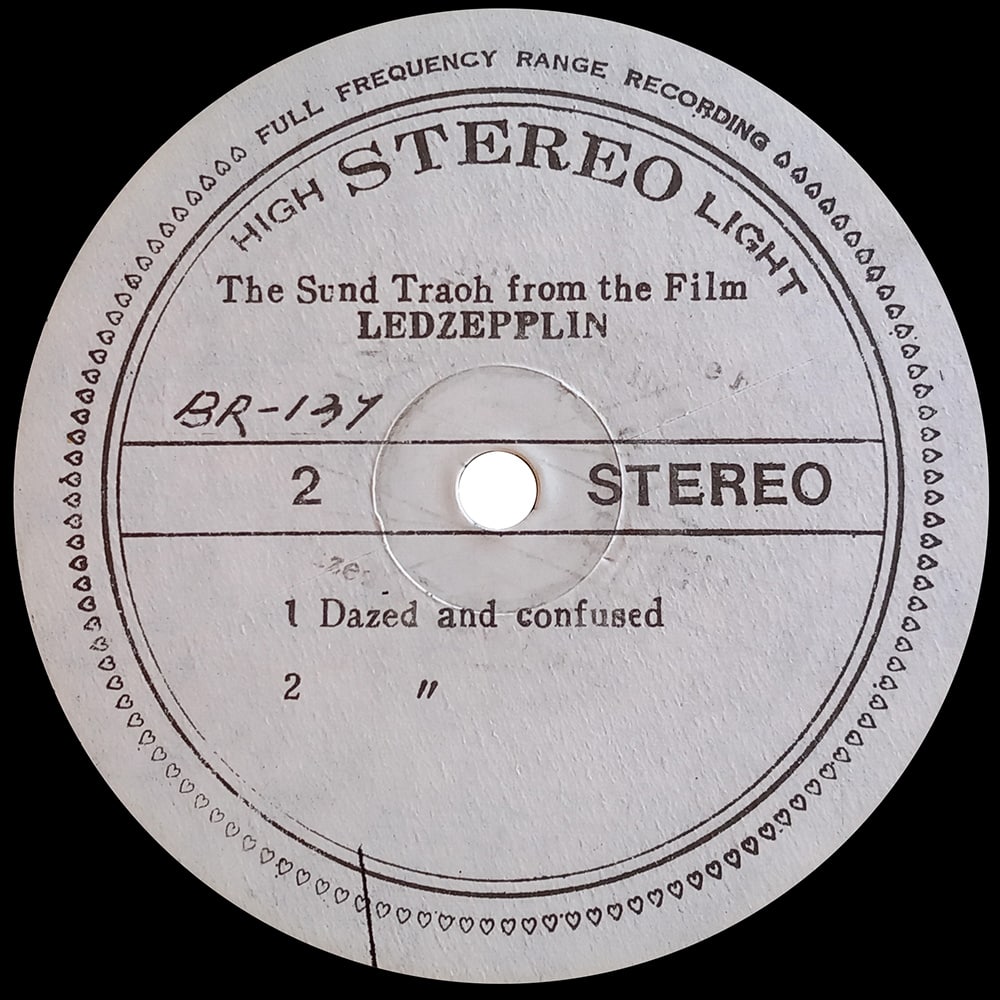 FULL FREQUENCY RANGE RECORDING
HIGH STEREO LIGHT
The Sund Traoh from the Film
LEDZEPPLIN
BR-137
2 STEREO
1 Dazed and confused
2 "